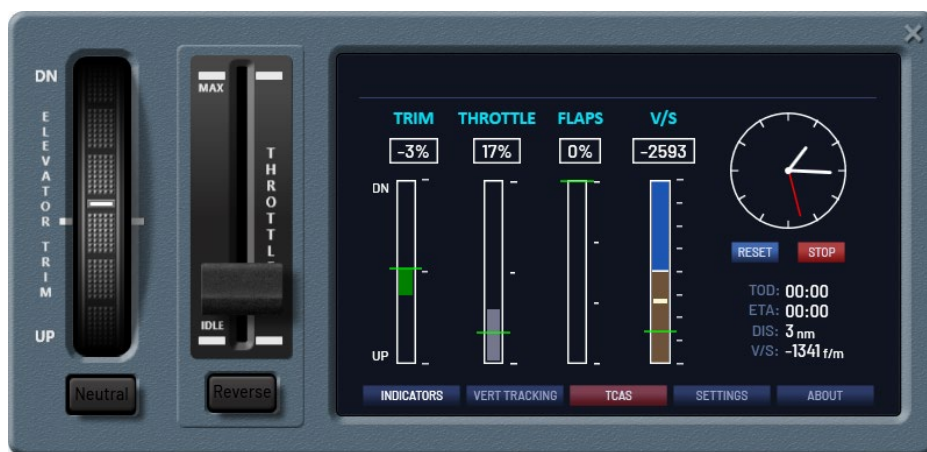 DN
ELEVATOR TRIM
UP
Neutral
MAX
THROTTLE
IDLE
Reverse
TRIM THROTTLE FLAPS V/S
-3% 17% 0% -2593
DN
UP
RESET STOP
TOD: 00:00
ETA: 00:00
DIS: 3 nm
V/S: -1341 f/m
INDICATORS VERT TRACKING TCAS SETTINGS ABOUT